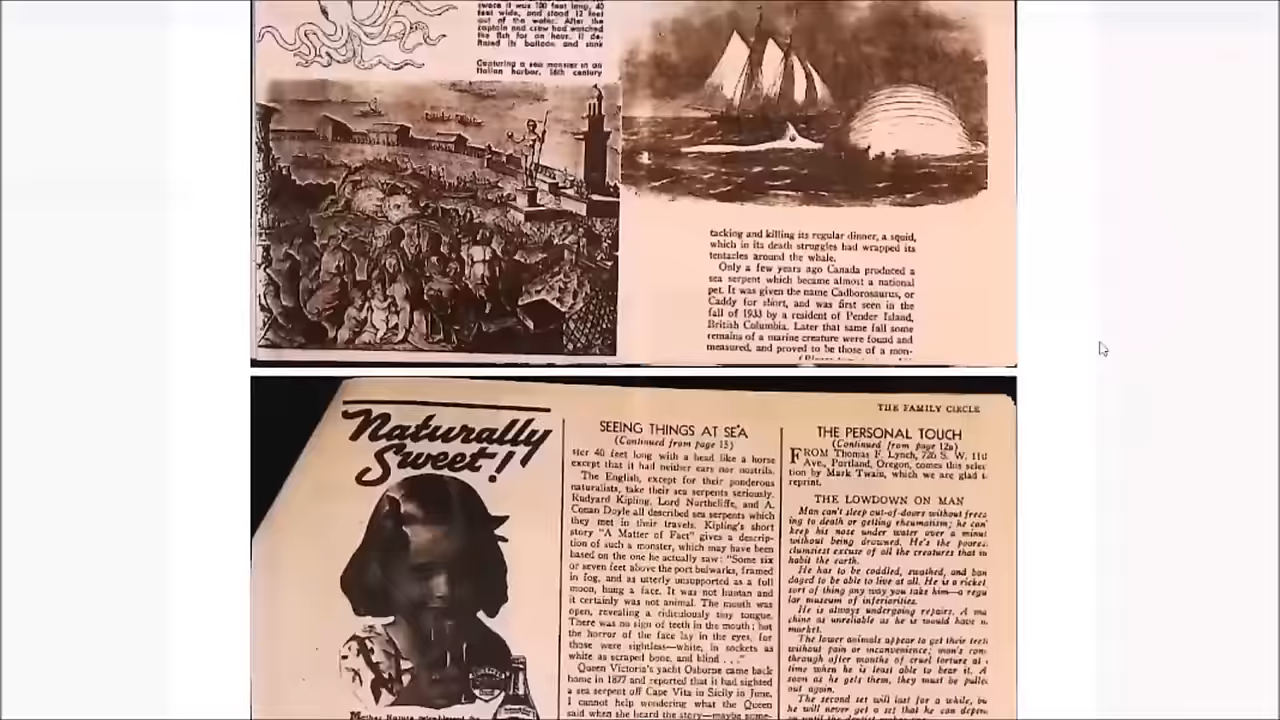 swore it was 100 feet long, 40
feet wide, and stood 12 feet
out of the water. After the
captain and crew had watched
the fish for an hour, it de-
flated its balloon and sank
Capturing a sea monster in an
Italian harbor, 16th century
tacking and killing its regular dinner, a squid,
which in its death struggles had wrapped its
tentacles around the whale.
Only a few years ago Canada produced a
sea serpent which became almost a national
pet. It was given the name Cadborosaurus, or
Caddy for short, and was first seen in the
fall of 1933 by a resident of Pender Island,
British Columbia. Later that same fall some
remains of a marine creature were found and
measured, and proved to be those of a mon-
THE FAMILY CIRCLE
Naturally
Sweet!
SEEING THINGS AT SEA
(Continued from page 13)
ster 40 feet long with a head like a horse
except that it had neither ears nor nostrils.
The English, except for their ponderous
naturalists, take their sea serpents seriously.
Rudyard Kipling, Lord Northcliffe, and A.
Conan Doyle all described sea serpents which
they met in their travels. Kipling's short
story "A Matter of Fact" gives a descrip-
tion of such a monster, which may have been
based on the one he actually saw: "Some six
or seven feet above the port bulwarks, framed
in fog, and as utterly unsupported as a full
moon, hung a face. It was not human and
it certainly was not animal. The mouth was
open, revealing a ridiculously tiny tongue.
There was no sign of teeth in the mouth; but
the horror of the face lay in the eyes, for
those were sightless—white, in sockets as
white as scraped bone, and blind . . ."
Queen Victoria's yacht Osborne came back
home in 1877 and reported that it had sighted
a sea serpent off Cape Vita in Sicily in June.
I cannot help wondering what the Queen
said when she heard the story—maybe some-
THE PERSONAL TOUCH
(Continued from page 12a)
FROM Thomas F. Lynch, 726 S. W. 11th
Ave., Portland, Oregon, comes this selec
tion by Mark Twain, which we are glad t
reprint.
THE LOWDOWN ON MAN
Man can't sleep out-of-doors without freez
ing to death or getting rheumatism; he can'
keep his nose under water over a minut
without being drowned. He's the poores
clumsiest excuse of all the creatures that in
habit the earth.
He has to be coddled, swathed, and ban
daged to be able to live at all. He is a ricket
sort of thing any way you take him—a regu
lar museum of inferiorities.
He is always undergoing repairs. A ma
chine as unreliable as he is would have n
market.
The lower animals appear to get their teeth
without pain or inconvenience; man's com
through after months of cruel torture at
time when he is least able to bear it. A
soon as he gets them, they must be pulle
out again.
The second set will last for a while, bu
he will never get a set that he can depen